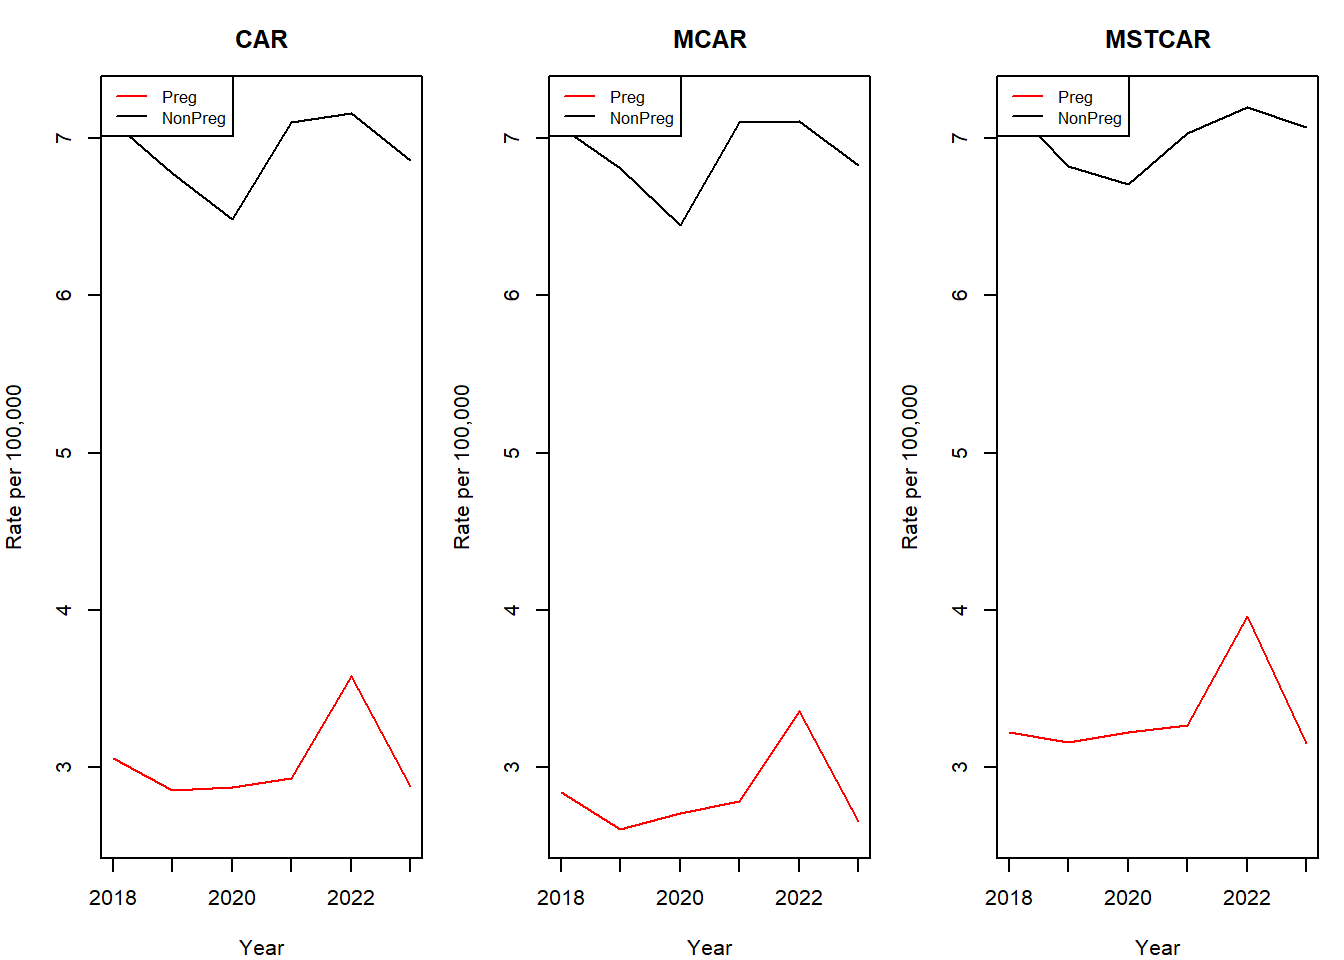 CAR
Preg
NonPreg
7
6
5
4
3
Rate per 100,000
2018 2020 2022
Year
MCAR
Preg
NonPreg
7
6
5
4
3
Rate per 100,000
2018 2020 2022
Year
MSTCAR
Preg
NonPreg
7
6
5
4
3
Rate per 100,000
2018 2020 2022
Year